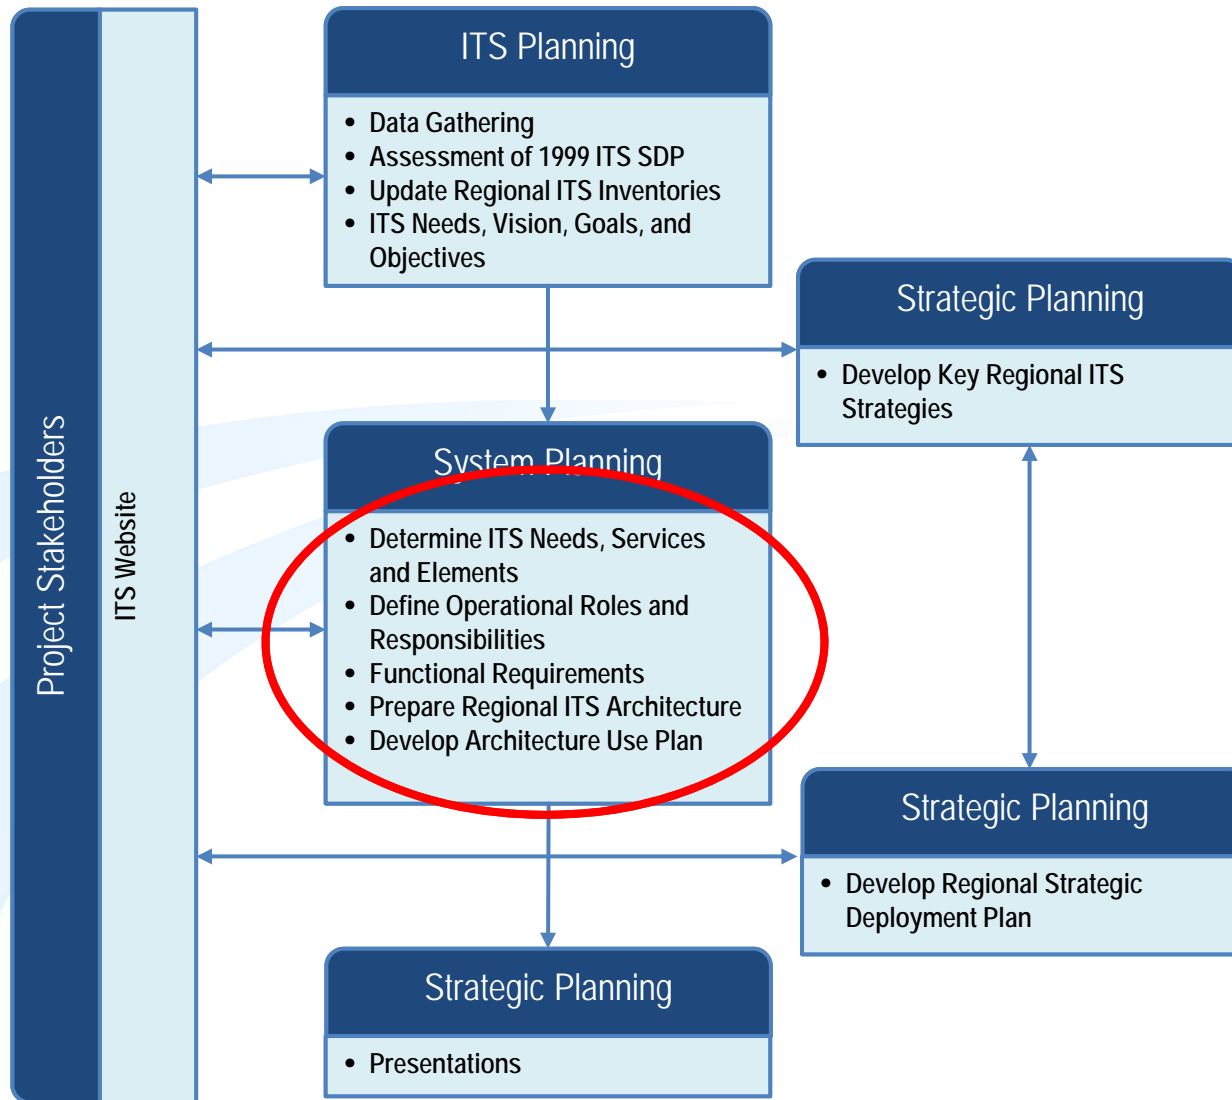 Project Stakeholders
ITS Website
ITS Planning
• Data Gathering
• Assessment of 1999 ITS SDP
• Update Regional ITS Inventories
• ITS Needs, Vision, Goals, and
Objectives
Strategic Planning
• Develop Key Regional ITS
Strategies
System Planning
• Determine ITS Needs, Services
and Elements
• Define Operational Roles and
Responsibilities
• Functional Requirements
• Prepare Regional ITS Architecture
• Develop Architecture Use Plan
Strategic Planning
• Develop Regional Strategic
Deployment Plan
Strategic Planning
• Presentations